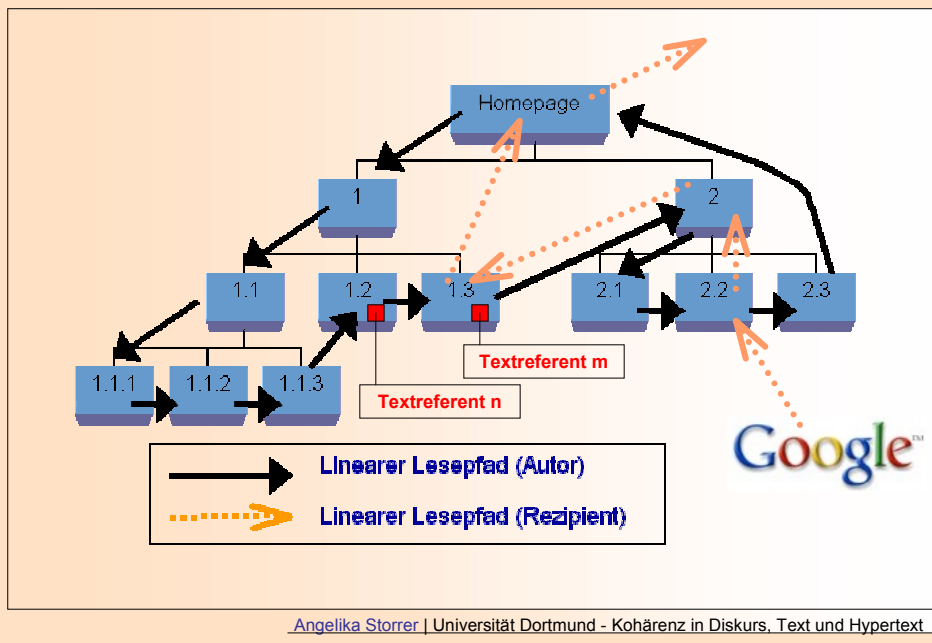 Homepage
1
2
1.1
1.2
1.3
2.1
2.2
2.3
Textreferent m
1.1.1
1.1.2
1.1.3
Textreferent n
Google™
Linearer Lesepfad (Autor)
Linearer Lesepfad (Rezipient)
Angelika Storrer | Universität Dortmund - Kohärenz in Diskurs, Text und Hypertext